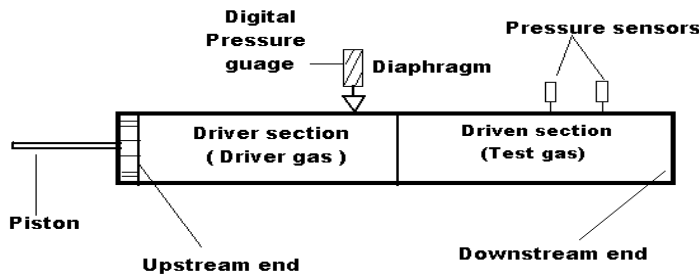 Digital
Pressure
guage
Diaphragm
Pressure sensors
Driver section
( Driver gas )
Driven section
(Test gas)
Piston
Upstream end
Downstream end